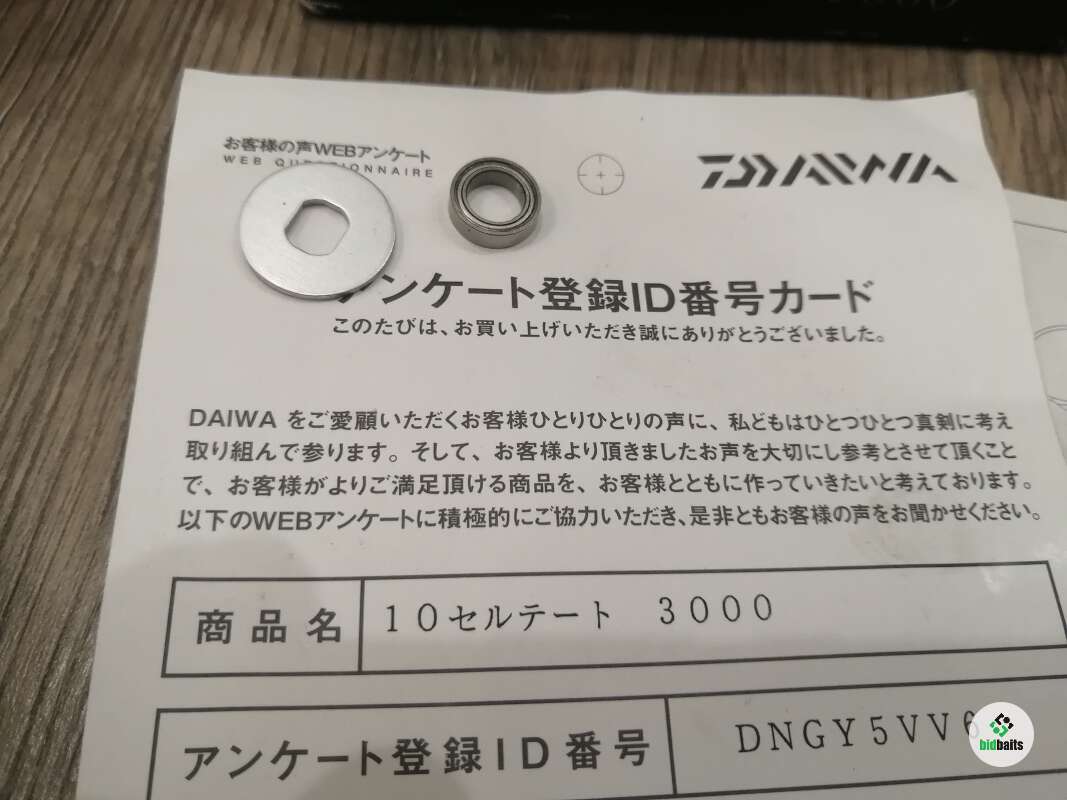 お客様の声WEBアンケート
WEB QUESTIONNAIRE
DAIWA
アンケート登録ID番号カード
このたびは、お買い上げいただき誠にありがとうございました。
DAIWA をご愛顧いただくお客様ひとりひとりの声に、私どもはひとつひとつ真剣に考え
取り組んで参ります。そして、お客様より頂きましたお声を大切にし参考とさせて頂くこと
で、お客様がよりご満足頂ける商品を、お客様とともに作っていきたいと考えております。
以下のWEBアンケートに積極的にご協力いただき、是非ともお客様の声をお聞かせください。
商品名 10セルテート 3000
アンケート登録ID番号 DNGY5VV6
bidbaits